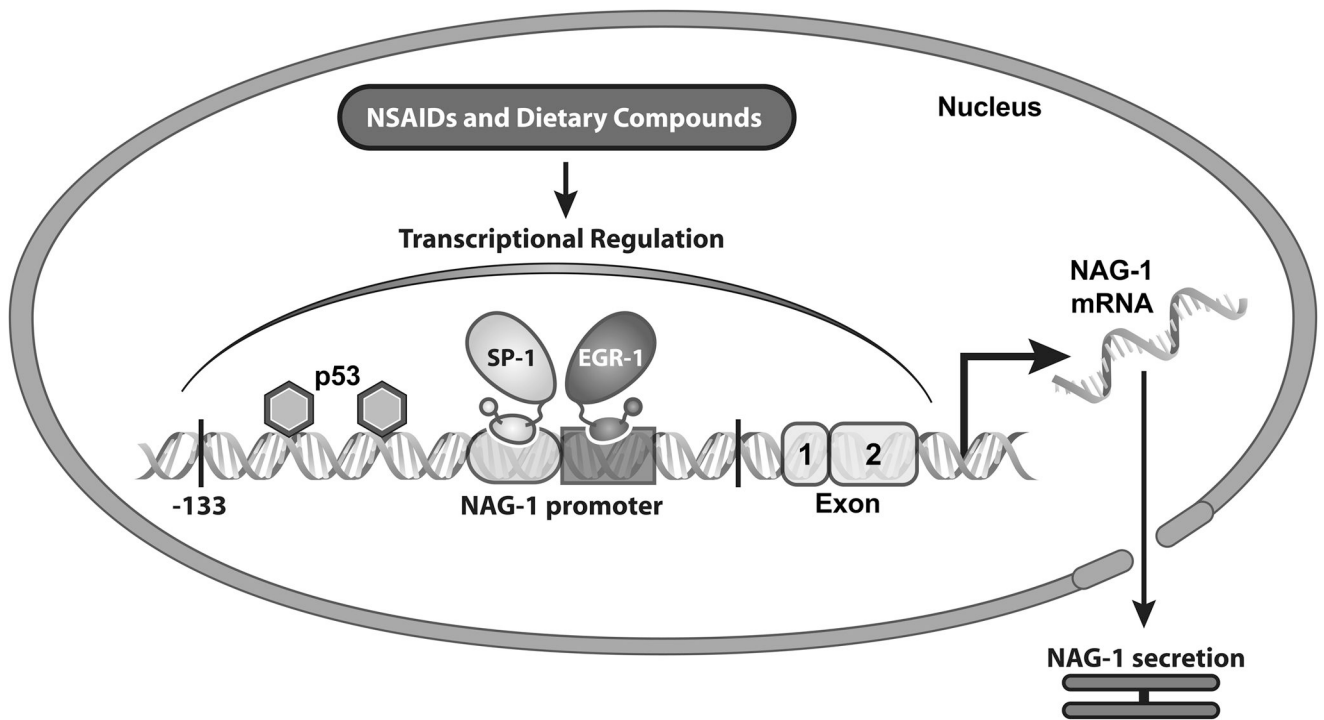 NSAIDs and Dietary Compounds
Nucleus
Transcriptional Regulation
NAG-1
mRNA
SP-1
EGR-1
p53
1
2
-133
NAG-1 promoter
Exon
NAG-1 secretion